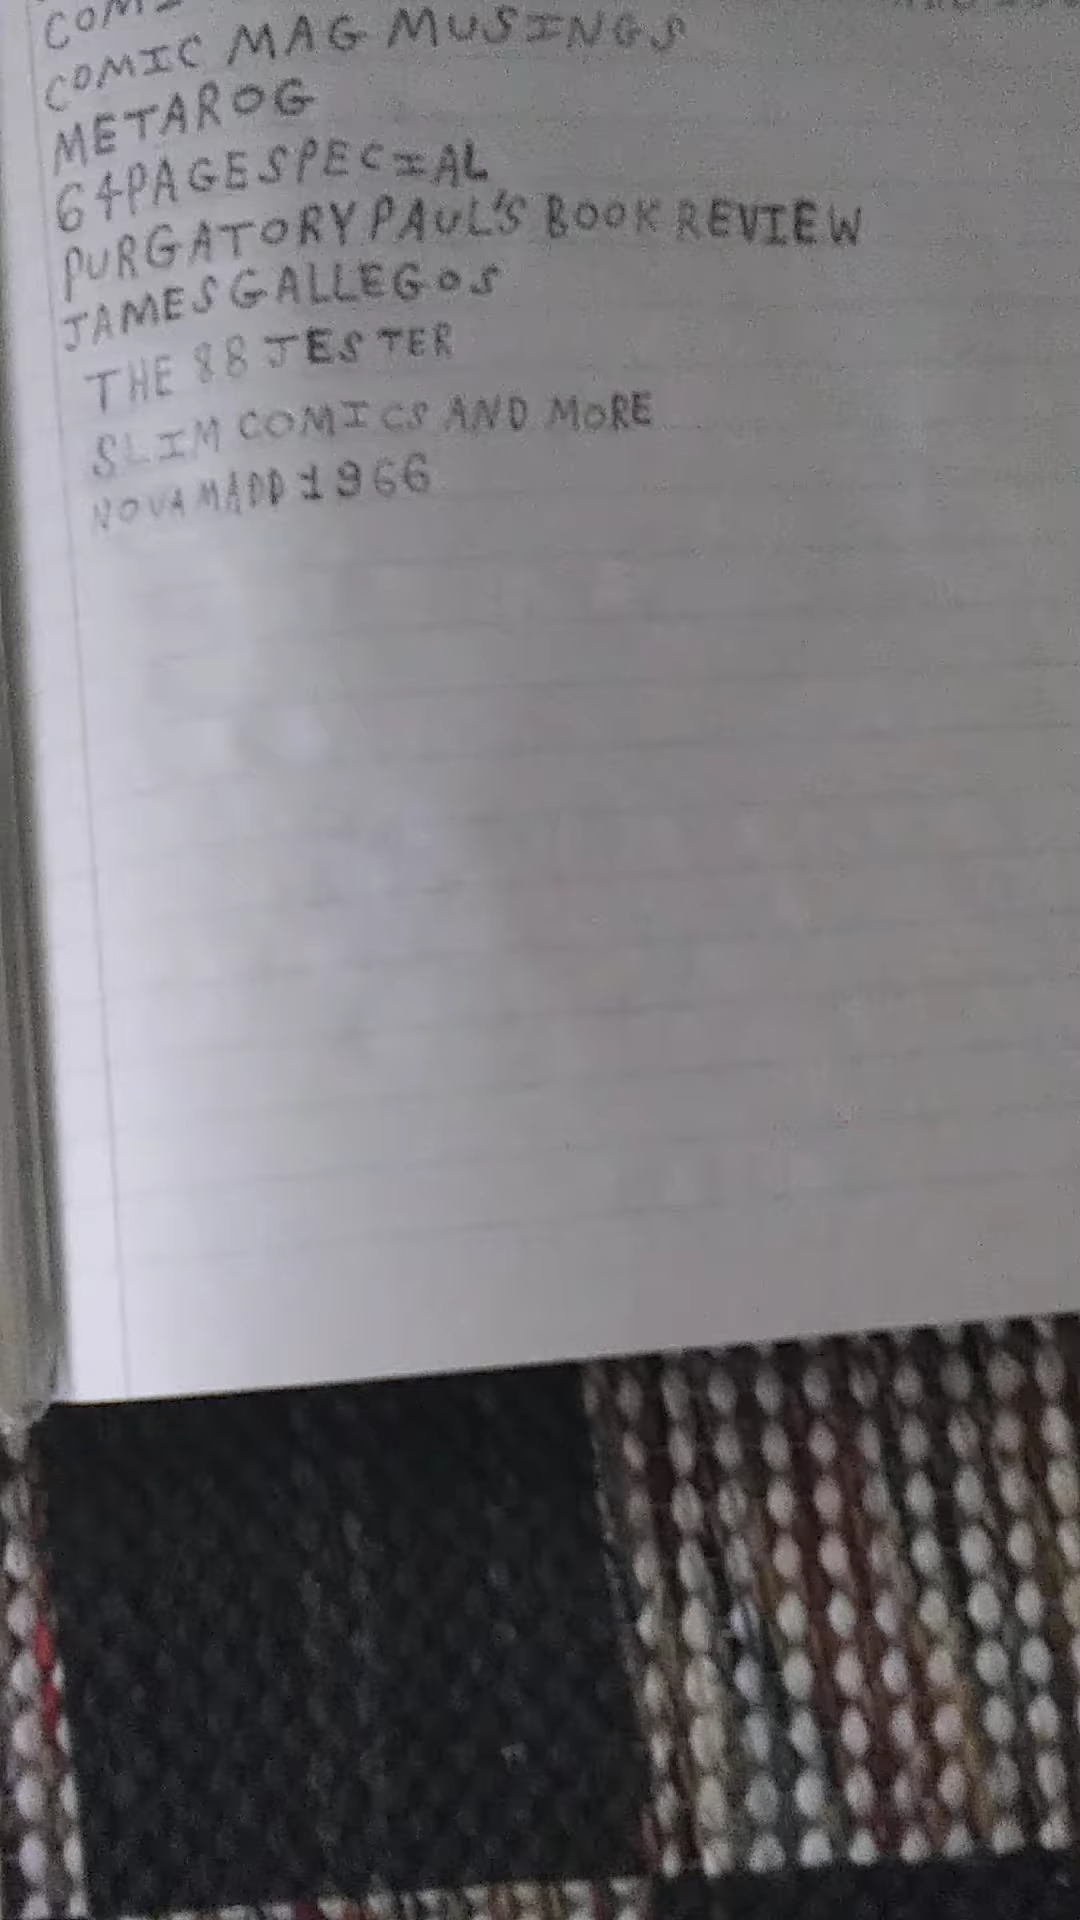 COMIC MAG MUSINGS
METAROG
64PAGESPECIAL
PURGATORY PAUL'S BOOK REVIEW
JAMES GALLEGOS
THE 88 JESTER
SLIM COMICS AND MORE
NOVAMADD1966